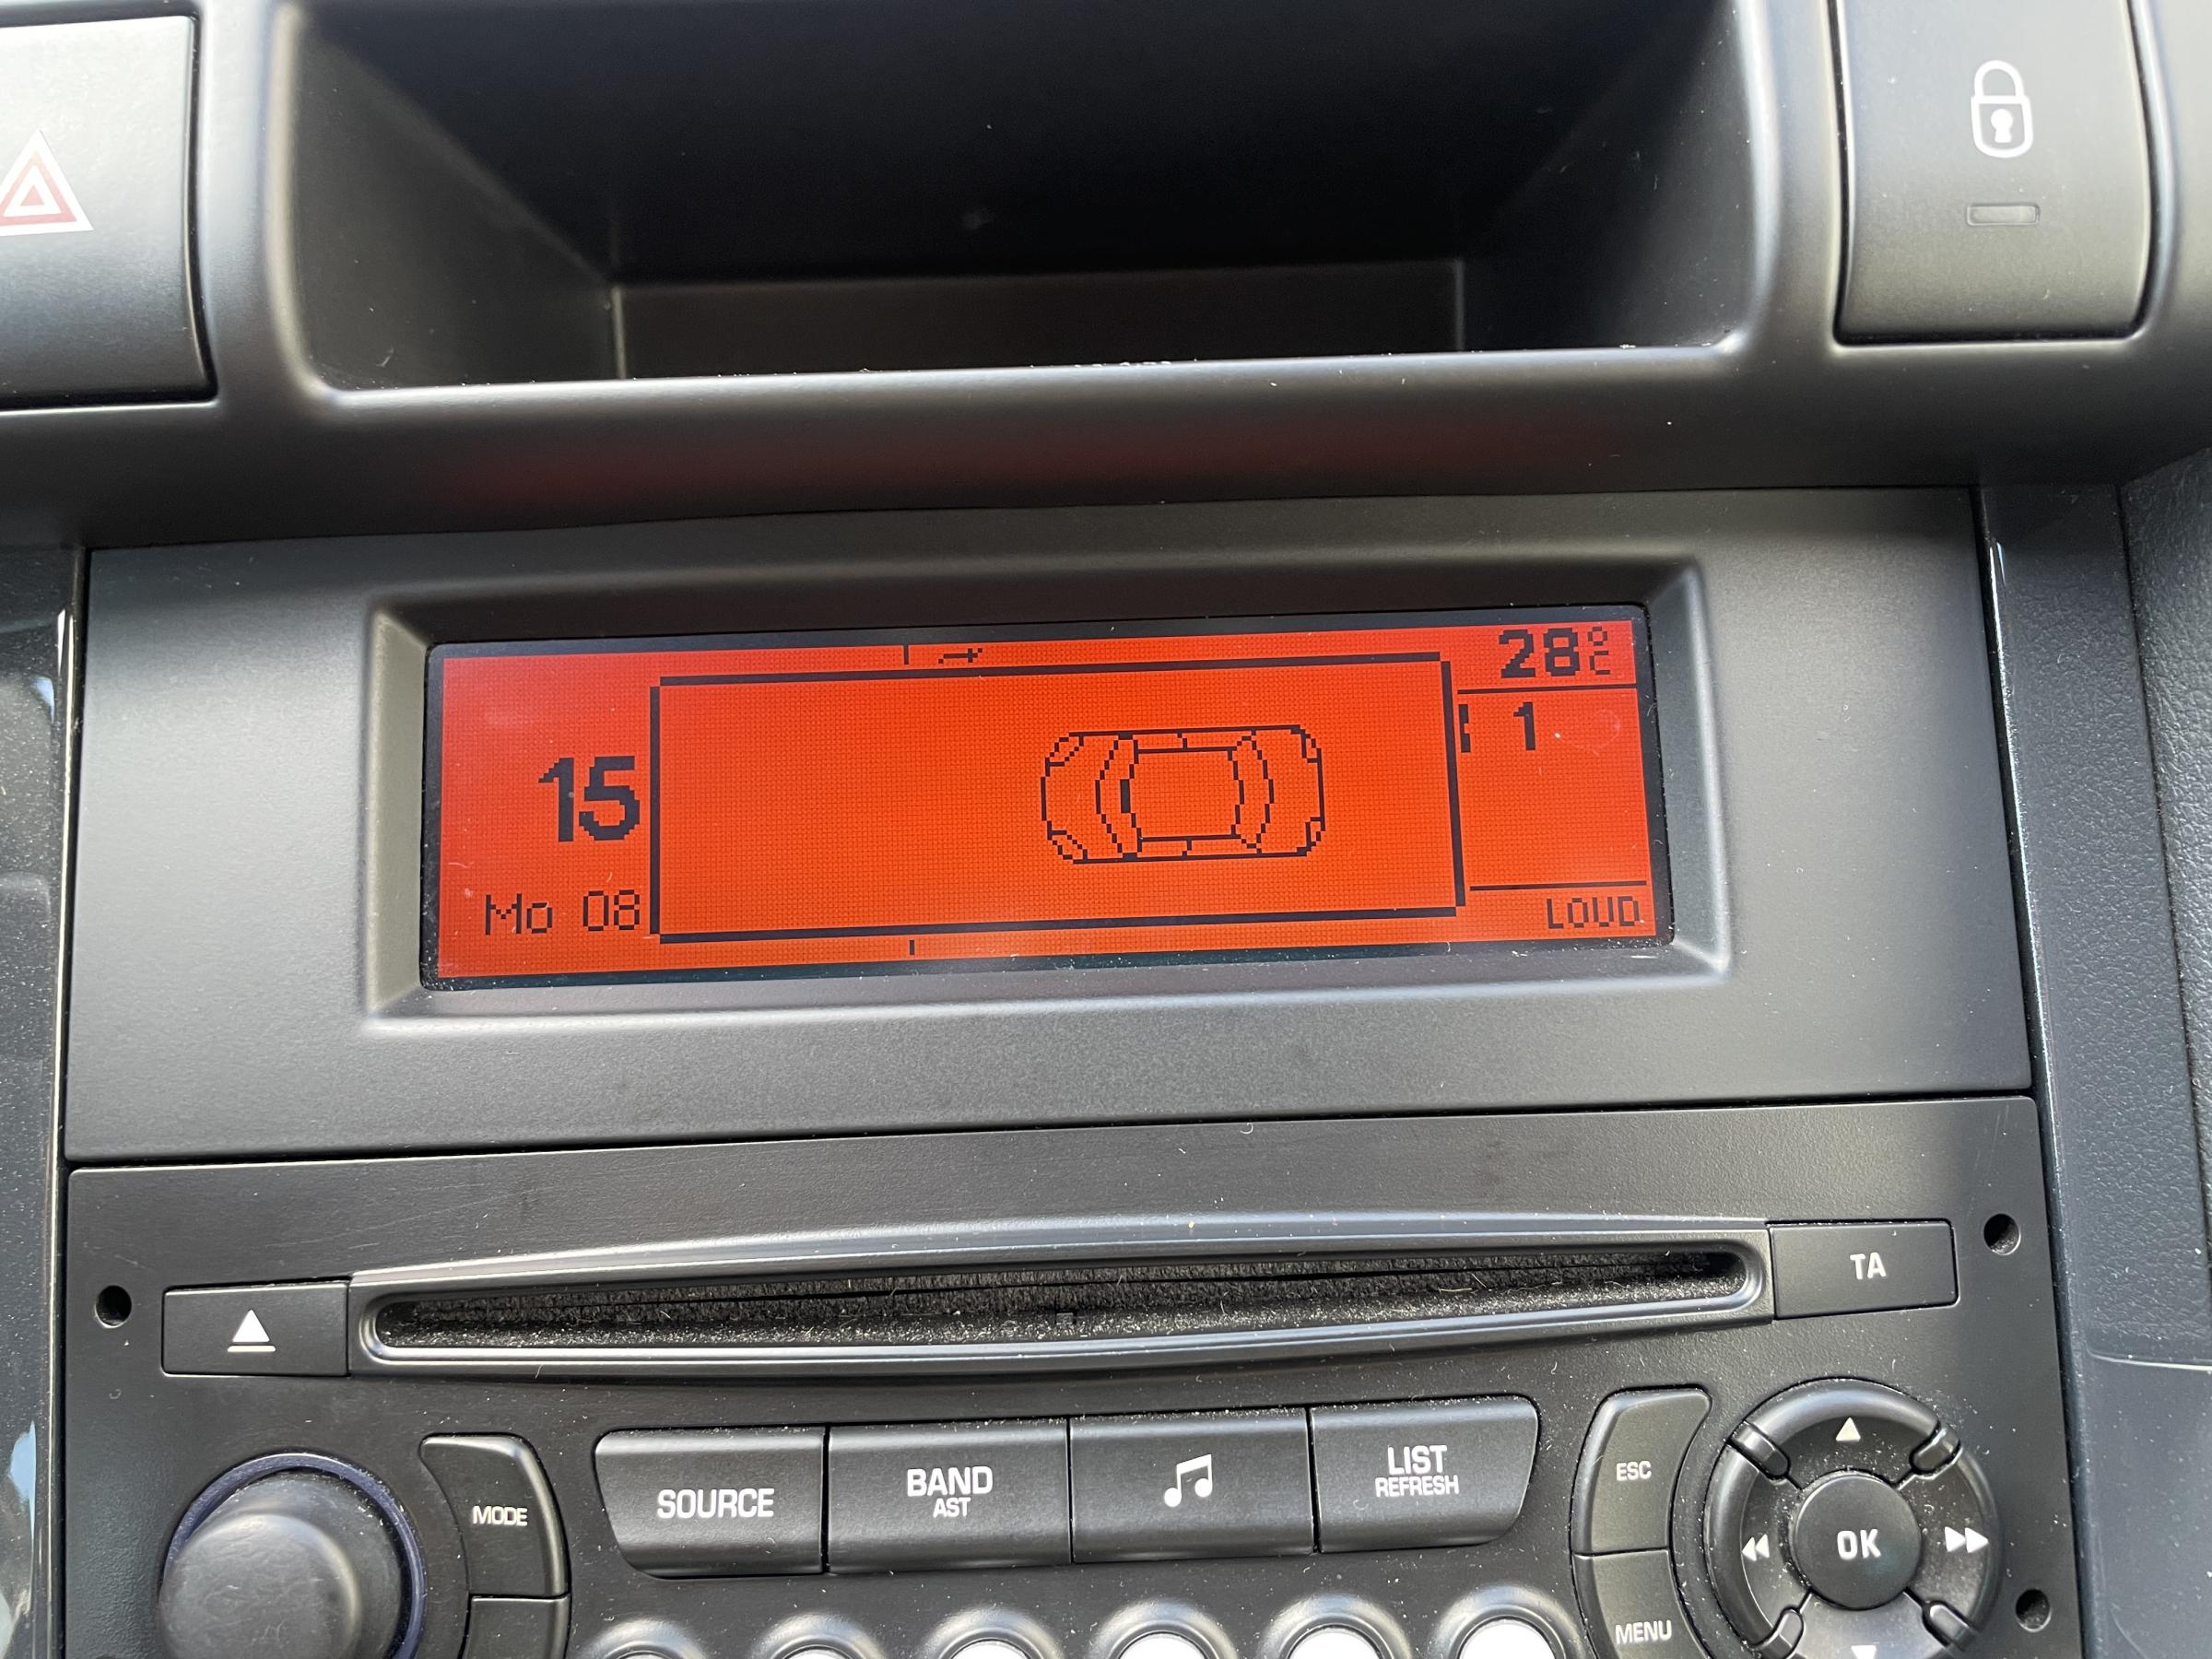 28°C
1
15
Mo 08
LOUD
TA
MODE
SOURCE
BAND
AST
LIST
REFRESH
ESC
OK
MENU